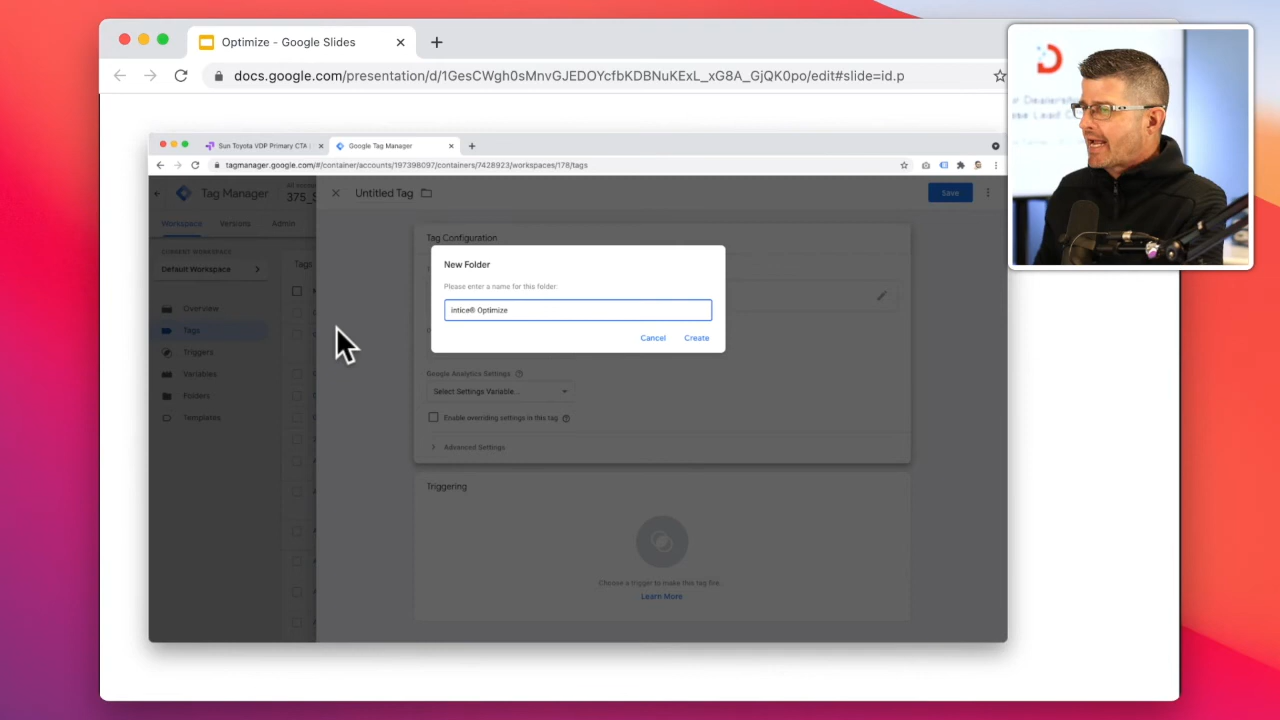 Optimize - Google Slides
docs.google.com/presentation/d/1GesCWgh0sMnvGJEDOYcfbKDBNuKExL_xG8A_GjQK0po/edit#slide=id.p
Sun Toyota VDP Primary CTA
Google Tag Manager
tagmanager.google.com/#/container/accounts/197398097/containers/7428923/workspaces/178/tags
Tag Manager
375_S
Untitled Tag
Save
Workspace
Versions
Admin
Tag Configuration
CURRENT WORKSPACE
Default Workspace
Tags
New Folder
Please enter a name for this folder
intice® Optimize
Cancel
Create
Overview
Tags
Triggers
Variables
Folders
Templates
Google Analytics Settings
Select Settings Variable...
Enable overriding settings in this tag
Advanced Settings
Triggering
Choose a trigger to make this tag fire...
Learn More